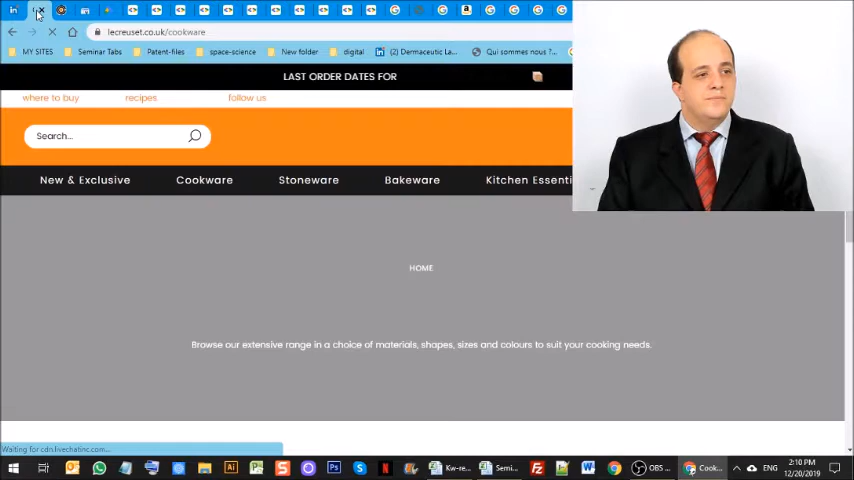 lecreuset.co.uk/cookware
MY SITES
Seminar Tabs
Patent-files
space-science
New folder
digital
(2) Dermaceutic La...
Qui sommes nous? ...
LAST ORDER DATES FOR
where to buy
recipes
follow us
Search...
New & Exclusive
Cookware
Stoneware
Bakeware
Kitchen Essenti
HOME
Browse our extensive range in a choice of materials, shapes, sizes and colours to suit your cooking needs.
Waiting for cdn.livechatinc.com...
Kw-re...
Semi...
OBS ...
Cook...
ENG
2:10 PM
12/20/2019